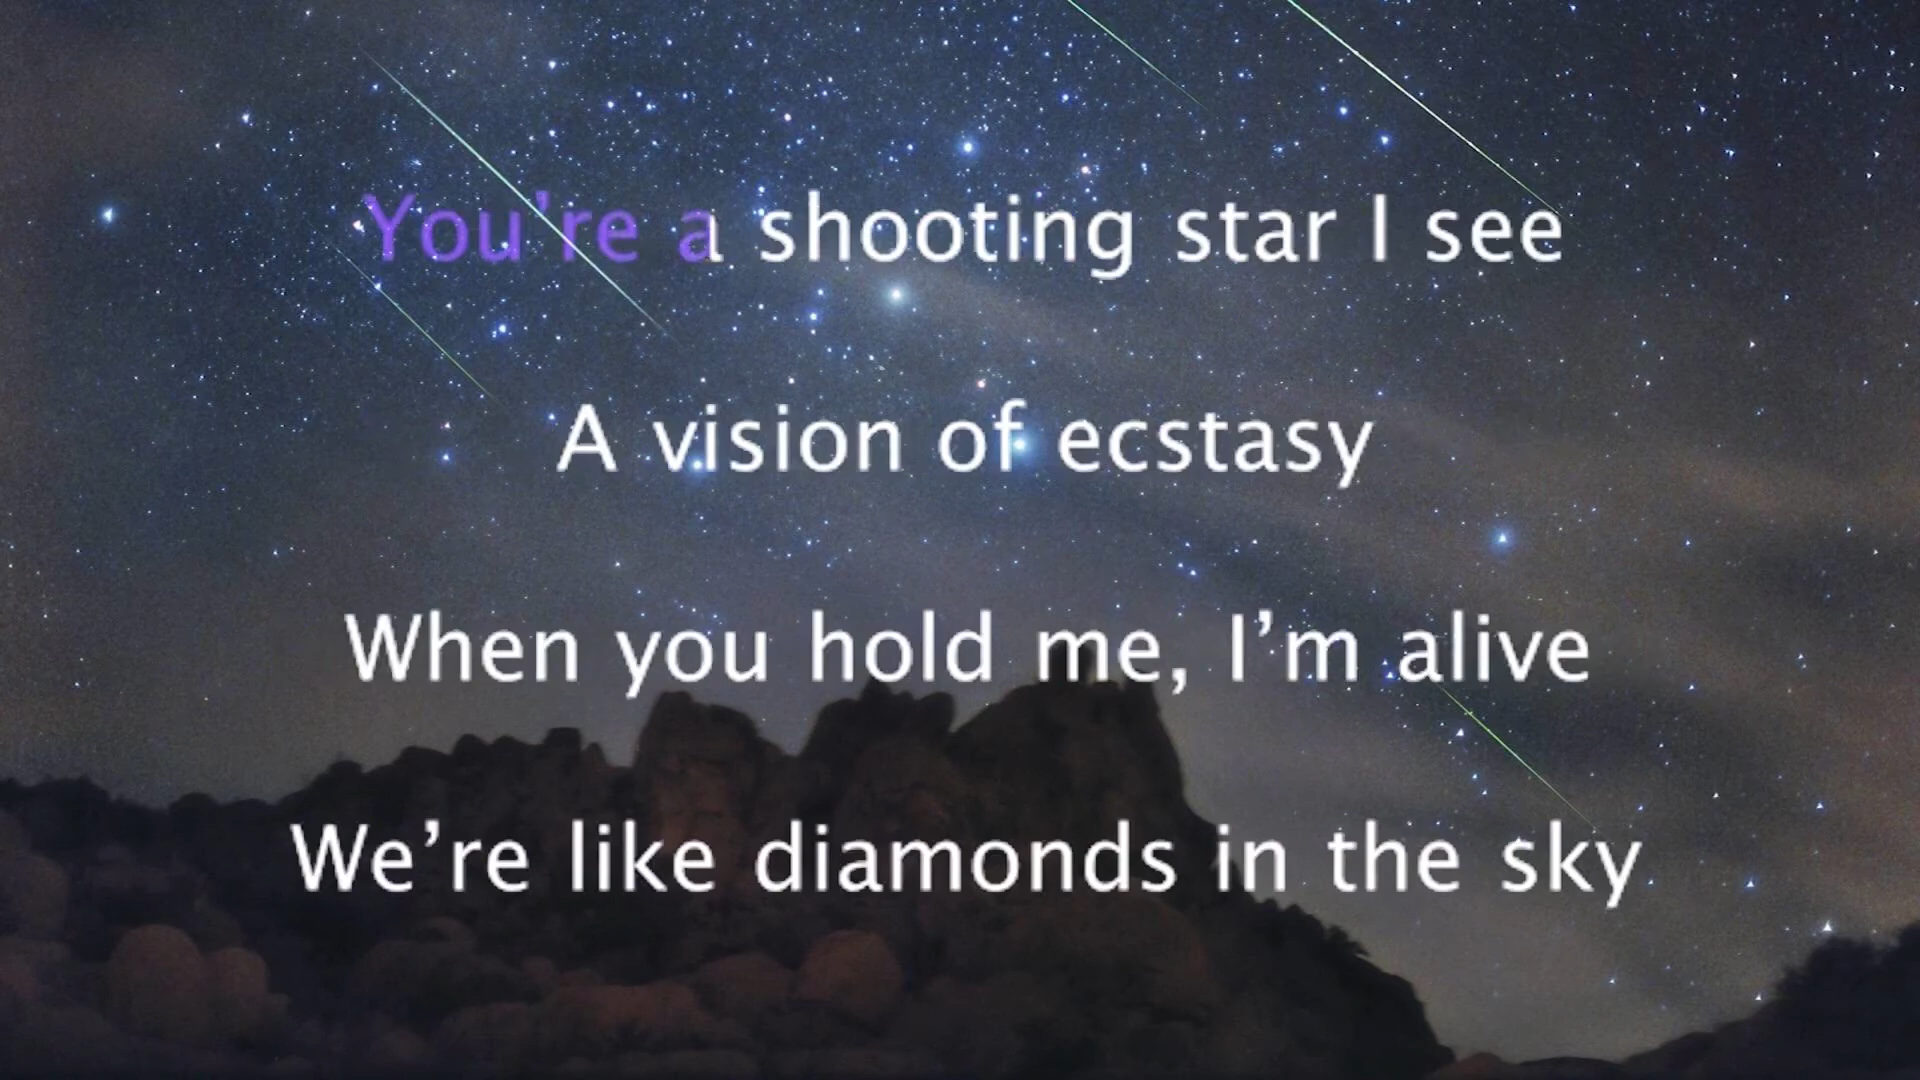 You're a shooting star I see
A vision of ecstasy
When you hold me, I'm alive
We're like diamonds in the sky